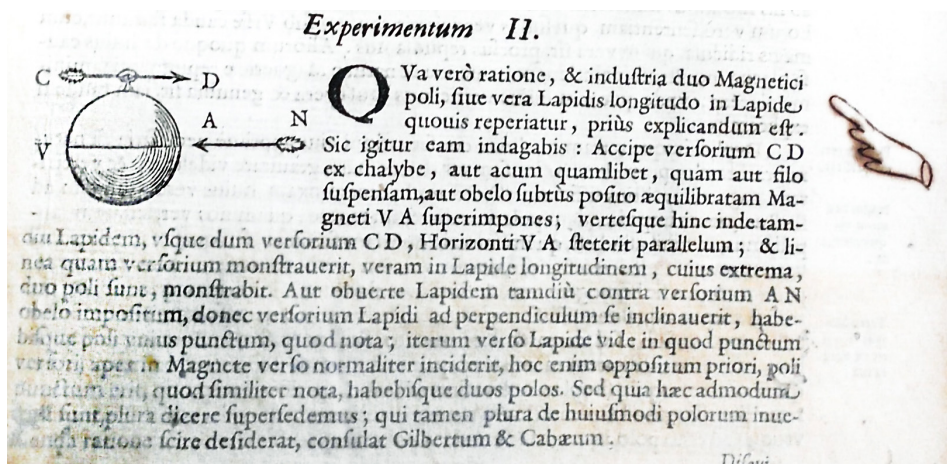 Experimentum II.
C D
A N
V
QVa verò ratione, & induſtria duo Magnetici
poli, ſiue vera Lapidis longitudo in Lapide
quouis reperiatur, priùs explicandum eſt.
Sic igitur eam indagabis : Accipe verſorium C D
ex chalybe, aut acum quamlibet, quam aut filo
ſuſpenſam, aut obelo ſubtùs poſito æquilibratam Ma-
gneti V A ſuperimpones; verteſque hinc inde tam-
diu Lapidem, vſque dum verſorium C D, Horizonti V A ſteterit parallelum; & li-
nea quam verſorium monſtrauerit, veram in Lapide longitudinem, cuius extrema,
duo poli ſunt, monſtrabit. Aut obuerte Lapidem tamdiù contra verſorium A N
obelo impoſitum, donec verſorium Lapidi ad perpendiculum ſe inclinauerit, habe-
biſque poli vnius punctum, quod nota; iterum verſo Lapide vide in quod punctum
verſorij apex in Magnete verſo normaliter inciderit, hoc enim oppoſitum priori, poli
punctum erit, quod ſimiliter nota, habebiſque duos polos. Sed quia hæc admodum
ſunt, plura dicere ſuperſedemus; qui tamen plura de huiuſmodi polorum inue-
ratione ſcire deſiderat, conſulat Gilbertum & Cabæum.